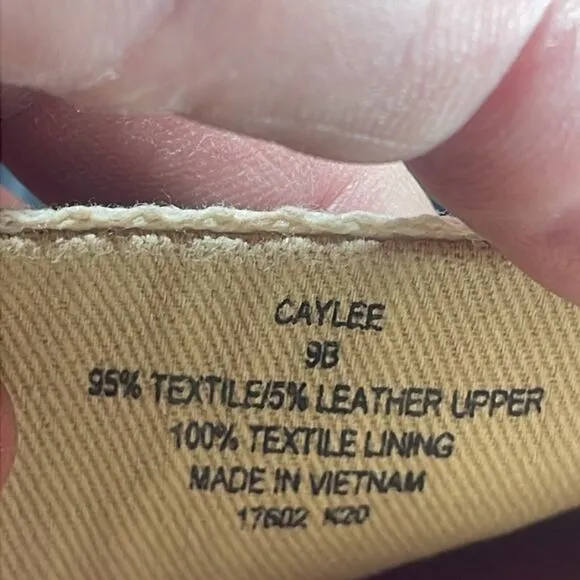 CAYLEE
9B
95% TEXTILE/5% LEATHER UPPER
100% TEXTILE LINING
MADE IN VIETNAM
17602 K20